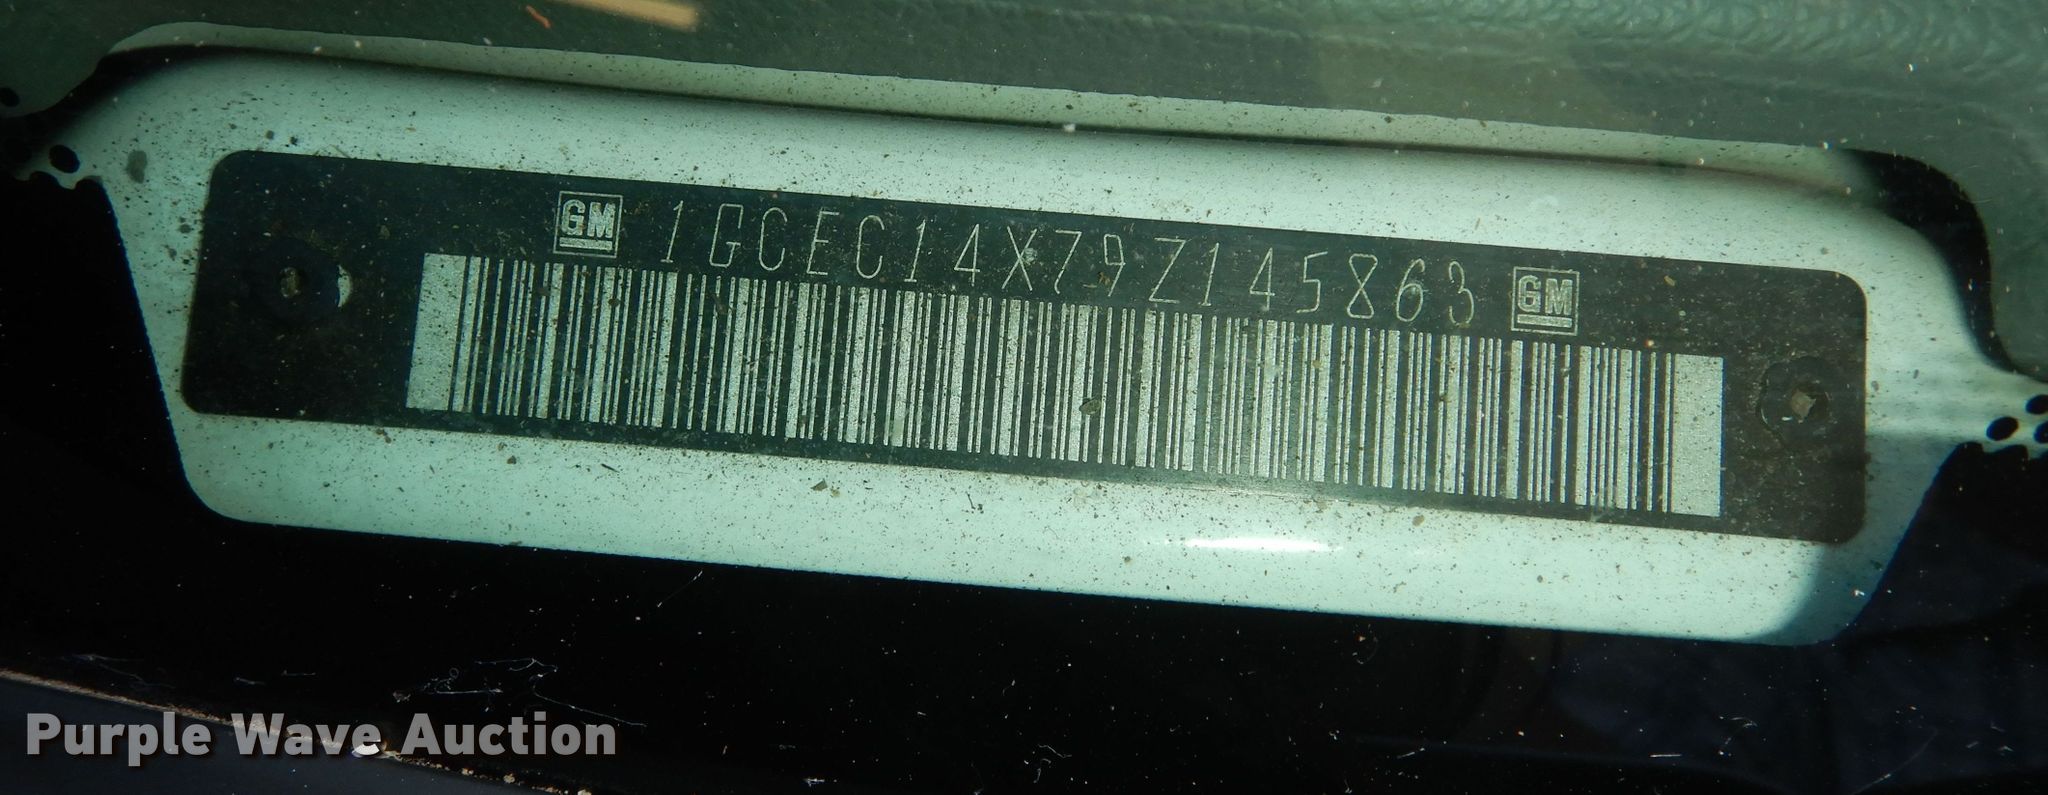 GM 1GCEC14X79Z145863 GM
Purple Wave Auction